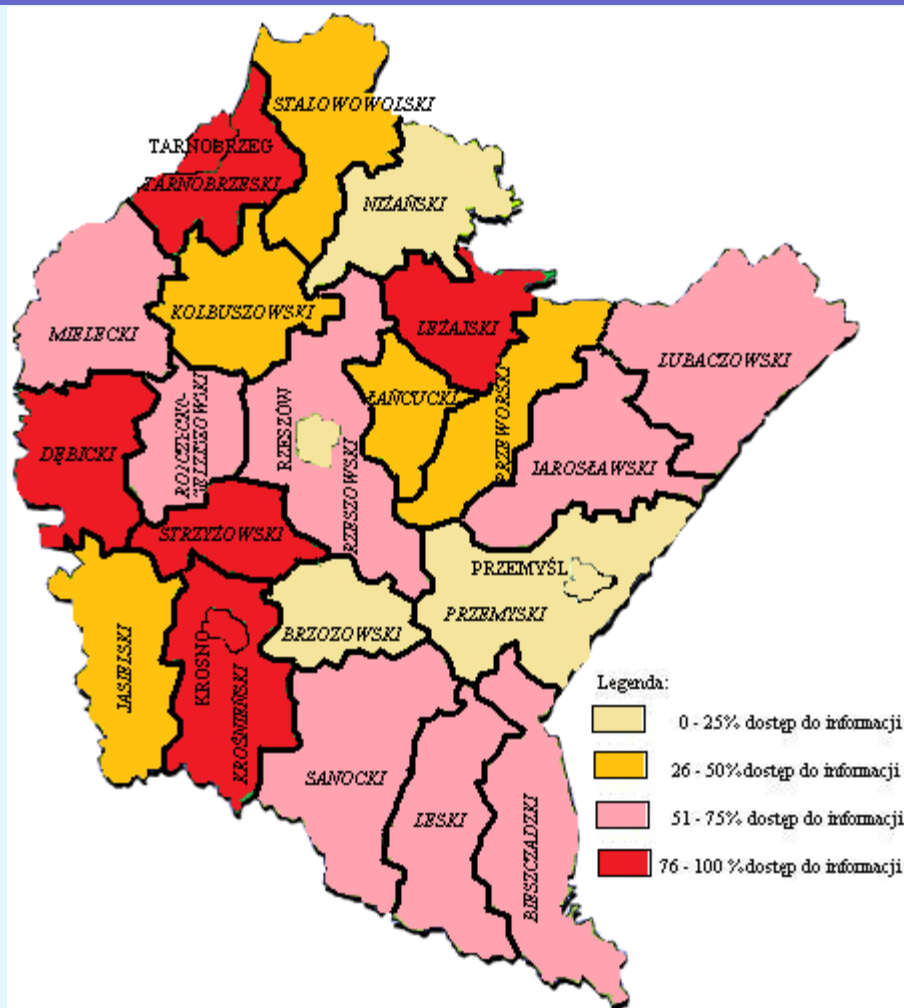 STALOWOWOLSKI
TARNOBRZEG
TARNOBRZESKI
NIŻAŃSKI
KOLBUSZOWSKI
LEŻAJSKI
MIELECKI
LUBACZOWSKI
ŁAŃCUCKI
PRZEWORSKI
RZESZÓW
DĘBICKI
JAROSŁAWSKI
RZESZOWSKI
STRZYŻOWSKI
PRZEMYŚL
PRZEMYSKI
BRZOZOWSKI
KROSNO
JASIELSKI
KROŚNIEŃSKI
SANOCKI
LESKI
BIESZCZADZKI
Legenda:
0 - 25% dostęp do informacji
26 - 50% dostęp do informacji
51 - 75% dostęp do informacji
76 - 100 % dostęp do informacji